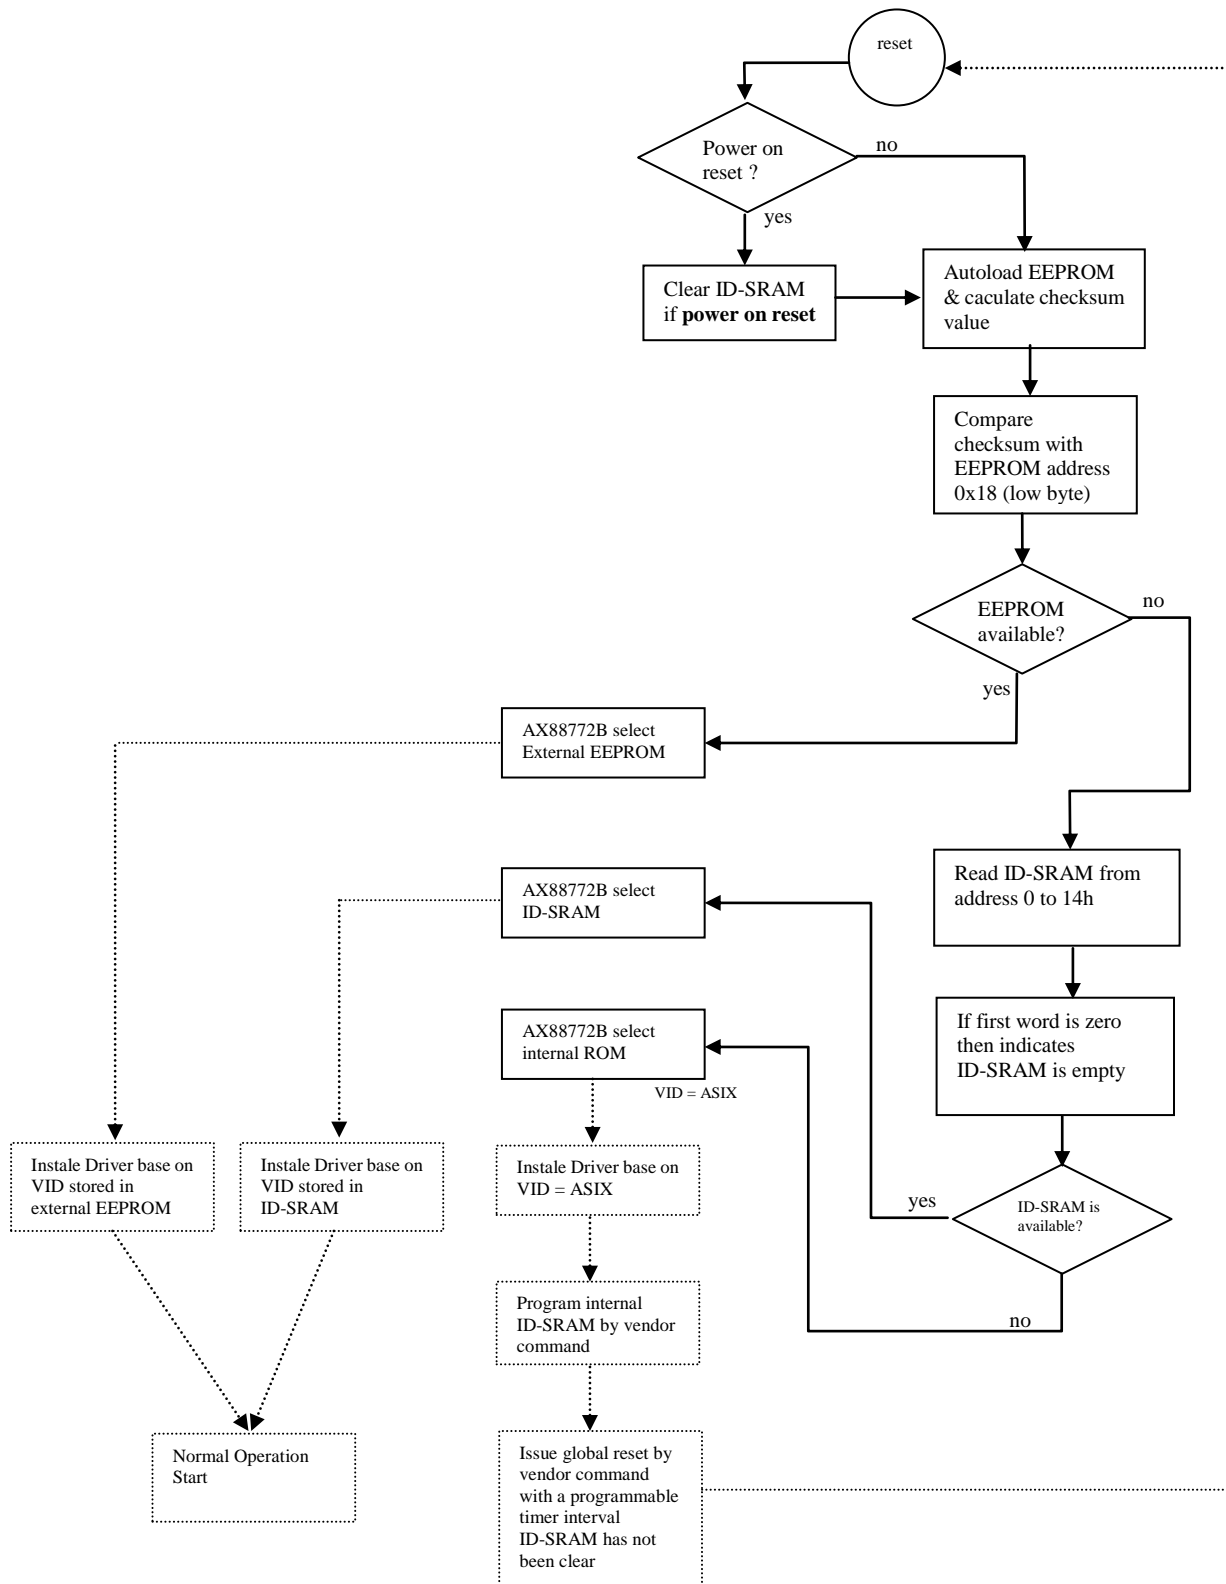 reset
Power on
reset ?
no
yes
Clear ID-SRAM
if power on reset
Autoload EEPROM
& caculate checksum
value
Compare
checksum with
EEPROM address
0x18 (low byte)
EEPROM
available?
no
yes
AX88772B select
External EEPROM
Read ID-SRAM from
address 0 to 14h
AX88772B select
ID-SRAM
If first word is zero
then indicates
ID-SRAM is empty
AX88772B select
internal ROM
VID = ASIX
Instale Driver base on
VID stored in
external EEPROM
Instale Driver base on
VID stored in
ID-SRAM
Instale Driver base on
VID = ASIX
yes
ID-SRAM is
available?
no
Program internal
ID-SRAM by vendor
command
Normal Operation
Start
Issue global reset by
vendor command
with a programmable
timer interval
ID-SRAM has not
been clear